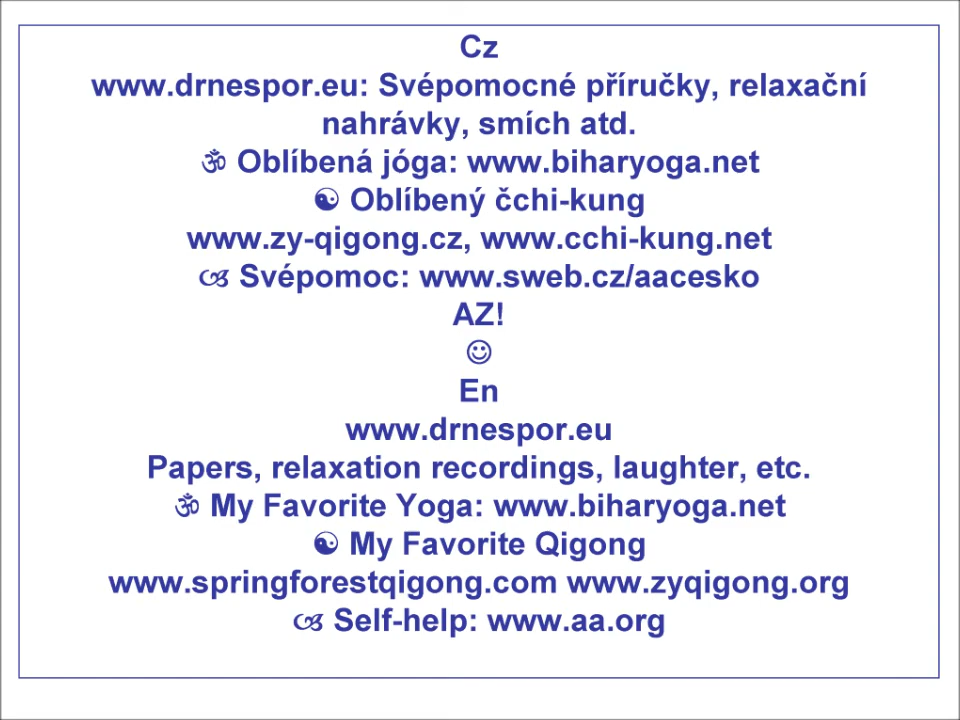 Cz
www.drnespor.eu: Svépomocné příručky, relaxační
nahrávky, smích atd.
ॐ Oblíbená jóga: www.biharyoga.net
☯ Oblíbený čchi-kung
www.zy-qigong.cz, www.cchi-kung.net
Svépomoc: www.sweb.cz/aacesko
AZ!
☺
En
www.drnespor.eu
Papers, relaxation recordings, laughter, etc.
ॐ My Favorite Yoga: www.biharyoga.net
☯ My Favorite Qigong
www.springforestqigong.com www.zyqigong.org
Self-help: www.aa.org